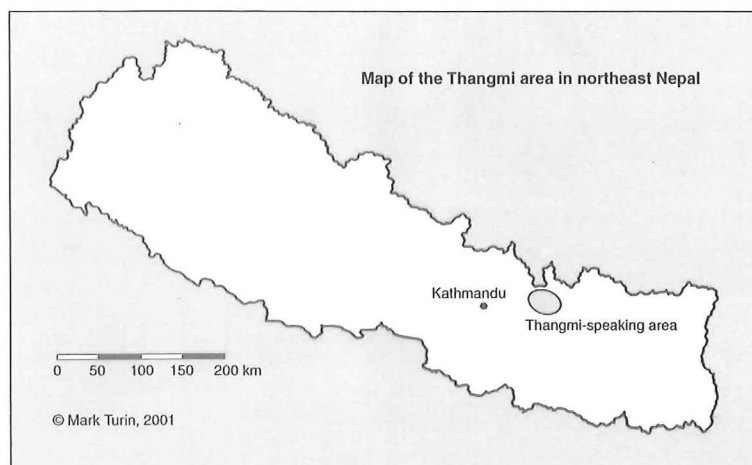 Map of the Thangmi area in northeast Nepal
Kathmandu
Thangmi-speaking area
0 50 100 150 200 km
© Mark Turin, 2001